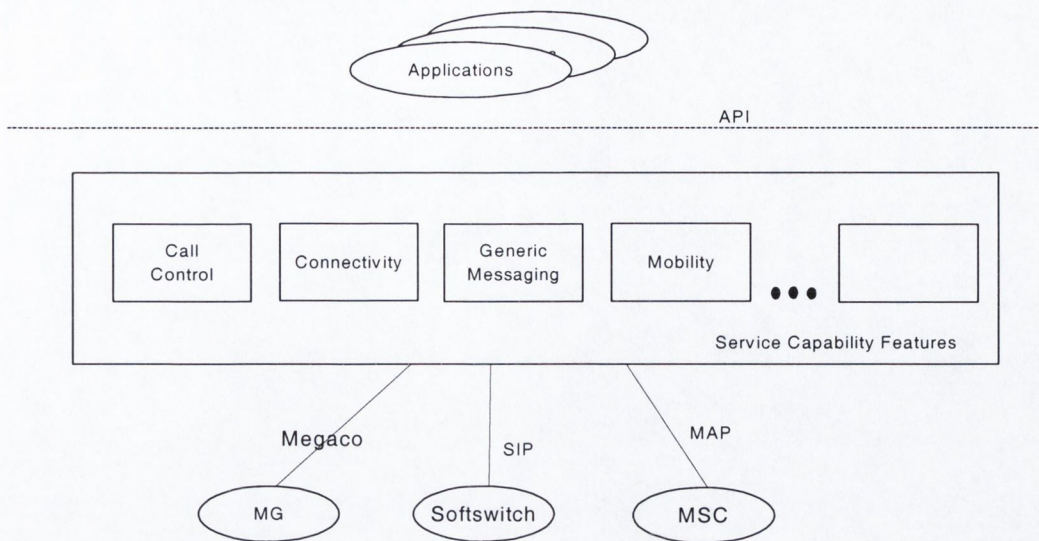 Applications
API
Call
Control
Connectivity
Generic
Messaging
Mobility
Service Capability Features
Megaco
SIP
MAP
MG
Softswitch
MSC